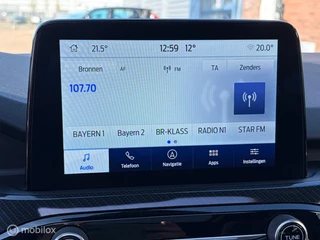 21.5° 12:59 12° 20.0°
Bronnen AF FM TA Zenders
107.70
BAYERN 1 Bayern 2 BR-KLASS RADIO N1 STAR FM
Audio Telefoon Navigatie Apps Instellingen
TUNE
mobilox